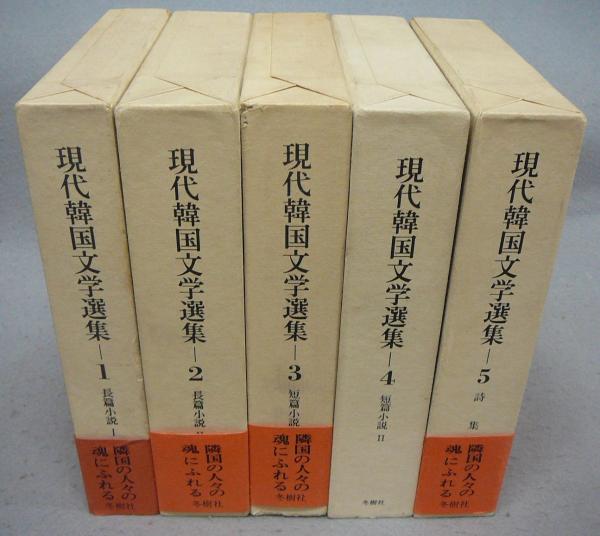 現代韓国文学選集―1
長篇小説 I
隣国の人々の
魂にふれる
冬樹社
現代韓国文学選集―2
長篇小説 II
隣国の人々の
魂にふれる
冬樹社
現代韓国文学選集―3
短篇小説
隣国の人々の
魂にふれる
冬樹社
現代韓国文学選集―4
短篇小説 II
冬樹社
現代韓国文学選集―5
詩集
隣国の人々の
魂にふれる
冬樹社